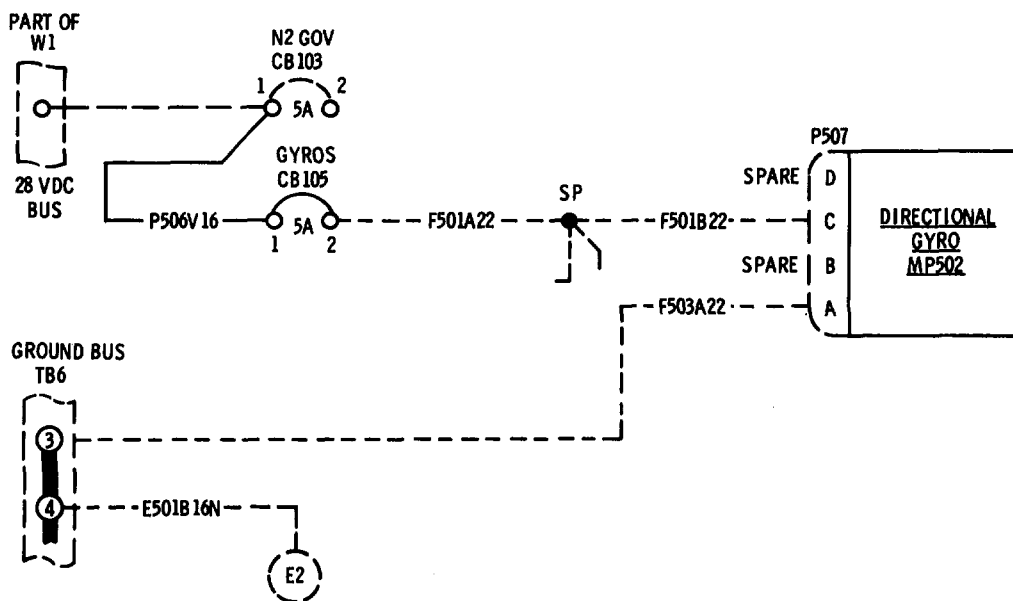 PART OF
W1
28 VDC
BUS
N2 GOV
CB103
1
2
5A
GYROS
CB105
P506V16
1
5A
2
F501A22
SP
F501B22
P507
SPARE
D
C
SPARE
B
A
DIRECTIONAL
GYRO
MP502
F503A22
GROUND BUS
TB6
3
4
E501B16N
E2